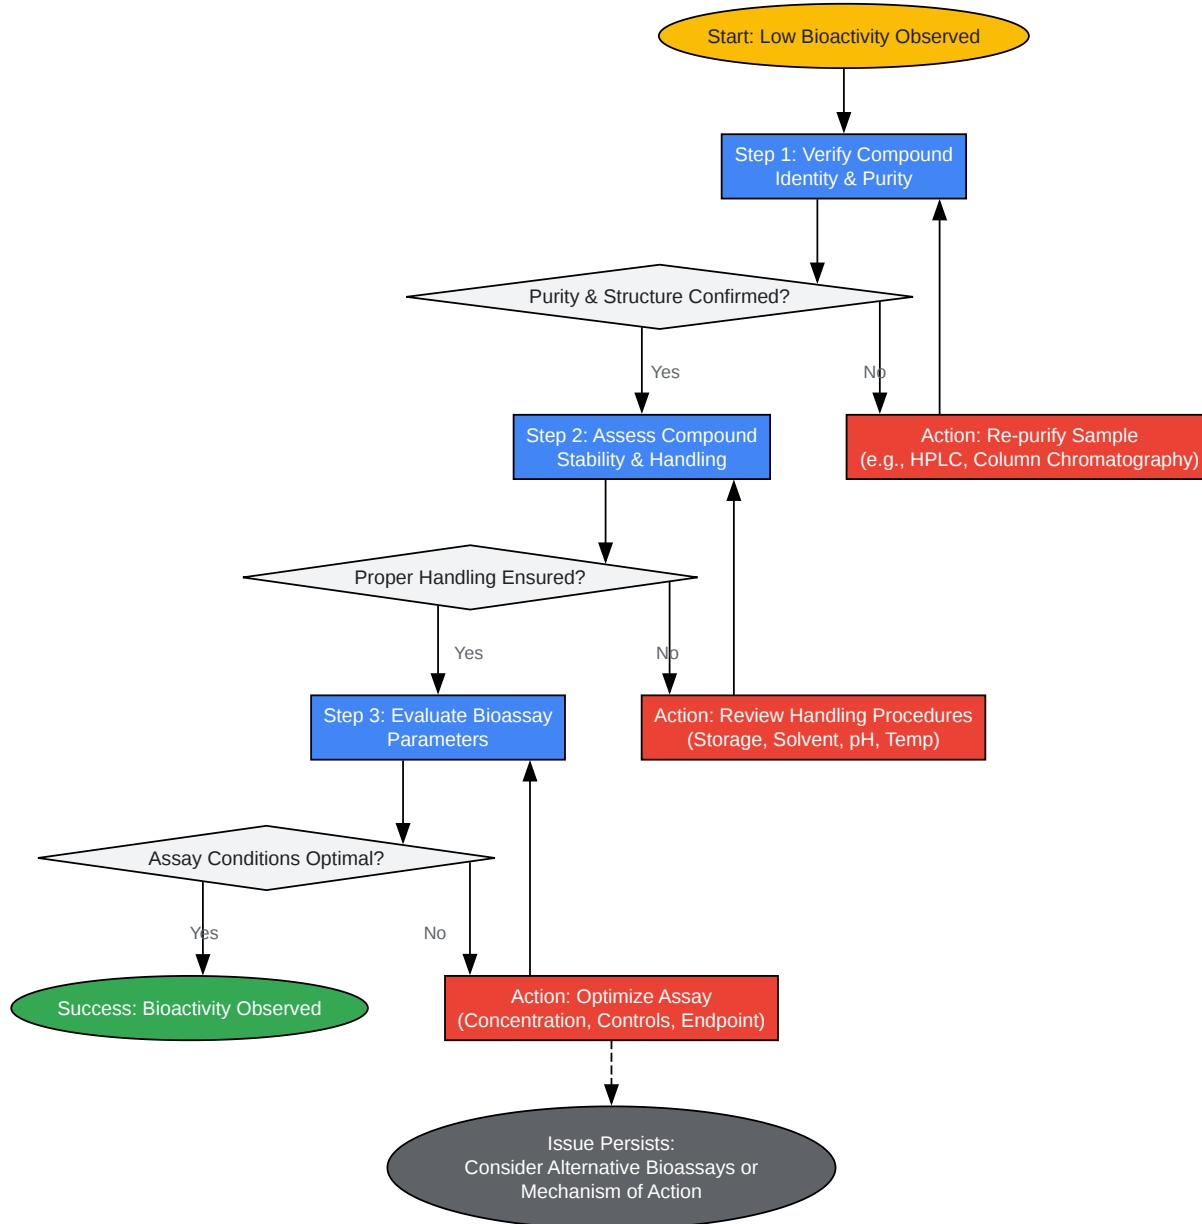 Start: Low Bioactivity Observed
Step 1: Verify Compound
Identity & Purity
Purity & Structure Confirmed?
Yes
No
Step 2: Assess Compound
Stability & Handling
Action: Re-purify Sample
(e.g., HPLC, Column Chromatography)
Proper Handling Ensured?
Yes
No
Step 3: Evaluate Bioassay
Parameters
Action: Review Handling Procedures
(Storage, Solvent, pH, Temp)
Assay Conditions Optimal?
Yes
No
Success: Bioactivity Observed
Action: Optimize Assay
(Concentration, Controls, Endpoint)
Issue Persists:
Consider Alternative Bioassays or
Mechanism of Action